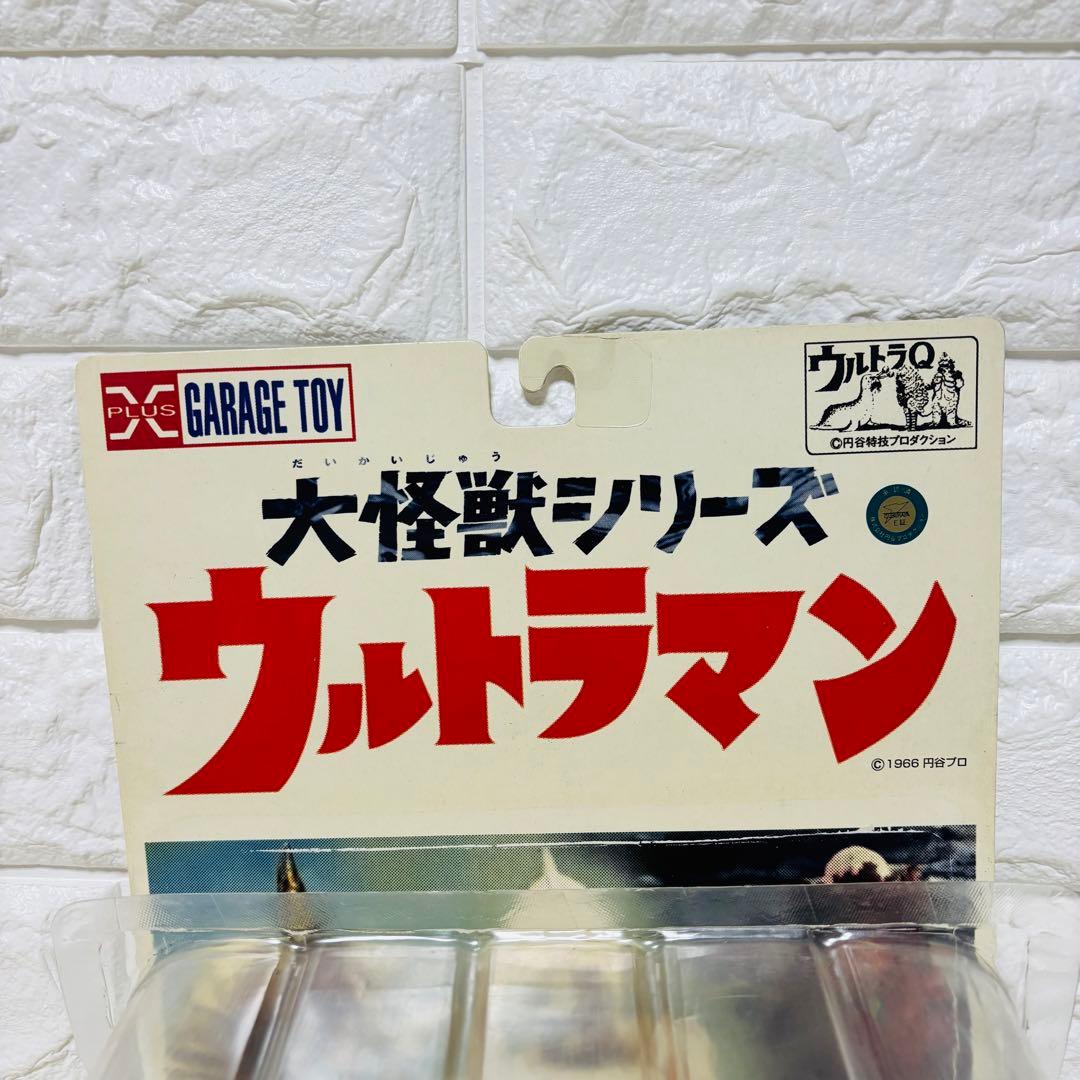 X PLUS GARAGE TOY
ウルトラQ
©円谷特技プロダクション
だいかいじゅう
大怪獣シリーズ
ウルトラマン
©1966 円谷プロ